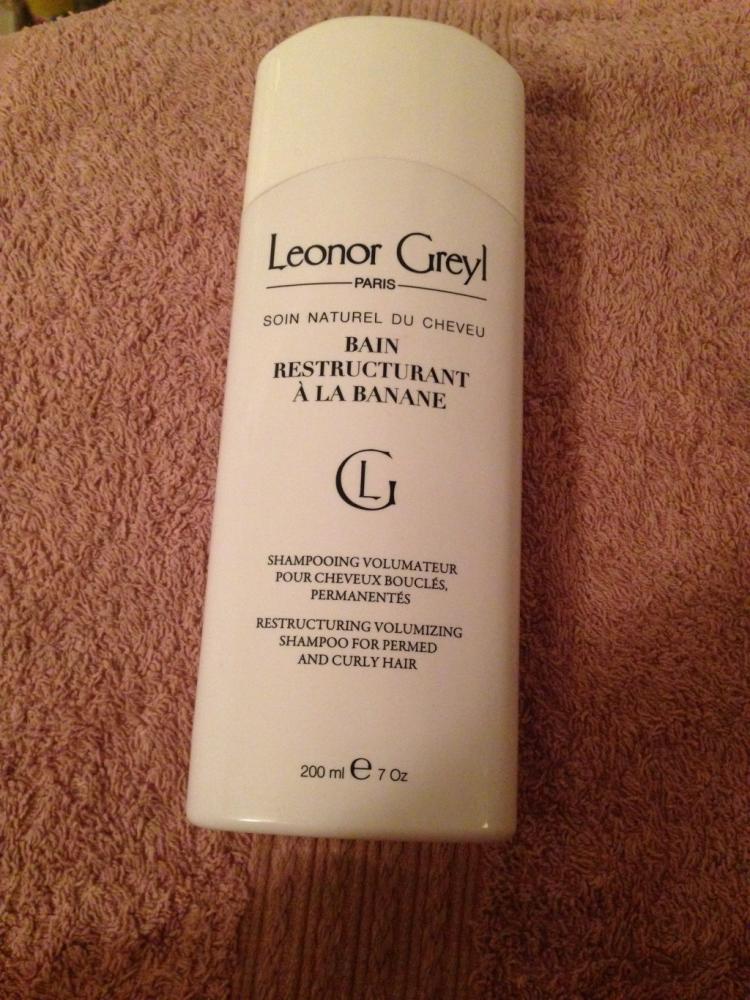 Leonor Greyl
PARIS
SOIN NATUREL DU CHEVEU
BAIN
RESTRUCTURANT
À LA BANANE
LG
SHAMPOOING VOLUMATEUR
POUR CHEVEUX BOUCLÉS,
PERMANENTÉS
RESTRUCTURING VOLUMIZING
SHAMPOO FOR PERMED
AND CURLY HAIR
200 ml e 7 Oz